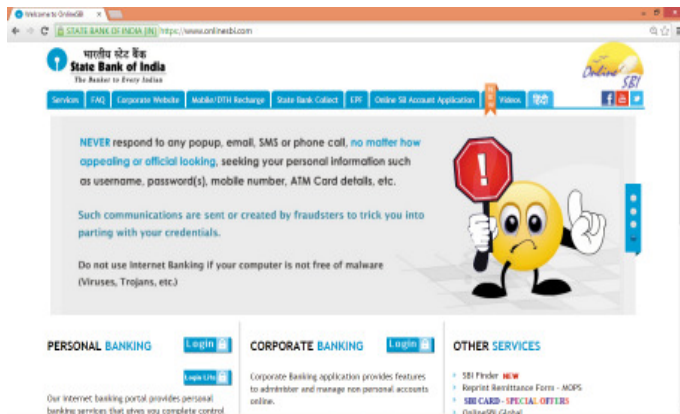 Welcome to OnlineSBI
STATE BANK OF INDIA [IN] https://www.onlinesbi.com
भारतीय स्टेट बैंक
State Bank of India
The Banker to Every Indian
Online SBI
Services FAQ Corporate Website Mobile/DTH Recharge State Bank Collect EPF Online SB Account Application Videos हिंदी
NEVER respond to any popup, email, SMS or phone call, no matter how
appealing or official looking, seeking your personal information such
as username, password(s), mobile number, ATM Card details, etc.
Such communications are sent or created by fraudsters to trick you into
parting with your credentials.
Do not use Internet Banking if your computer is not free of malware
(Viruses, Trojans, etc.)
PERSONAL BANKING Login
Login Lite
Our internet banking portal provides personal
banking services that gives you complete control
CORPORATE BANKING Login
Corporate Banking application provides features
to administer and manage non personal accounts
online.
OTHER SERVICES
SBI Finder NEW
Reprint Remittance Form - MOPS
SBI CARD - SPECIAL OFFERS
OnlineSBI Global